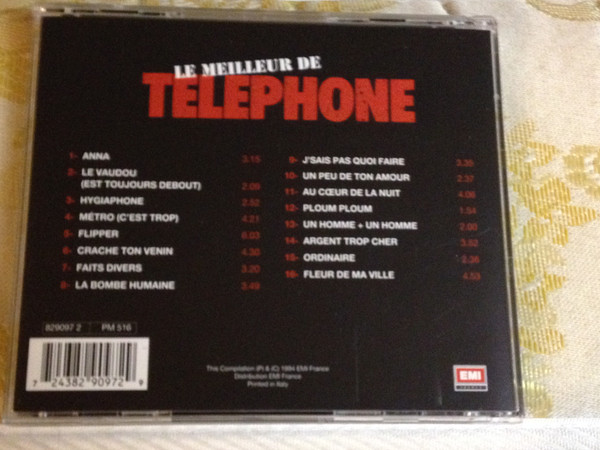 LE MEILLEUR DE
TELEPHONE
1- ANNA 3.15
2- LE VAUDOU
(EST TOUJOURS DEBOUT) 2.09
3- HYGIAPHONE 2.52
4- MÉTRO (C'EST TROP) 4.21
5- FLIPPER 6.03
6- CRACHE TON VENIN 4.30
7- FAITS DIVERS 3.20
8- LA BOMBE HUMAINE 3.49
9- J'SAIS PAS QUOI FAIRE 3.35
10- UN PEU DE TON AMOUR 2.37
11- AU CŒUR DE LA NUIT 4.06
12- PLOUM PLOUM 1.54
13- UN HOMME + UN HOMME 2.00
14- ARGENT TROP CHER 3.52
15- ORDINAIRE 2.36
16- FLEUR DE MA VILLE 4.53
829097 2 PM 516
7 24382 90972 9
This Compilation (P) & (C) 1994 EMI France
Distribution EMI France
Printed in Italy
EMI
FRANCE